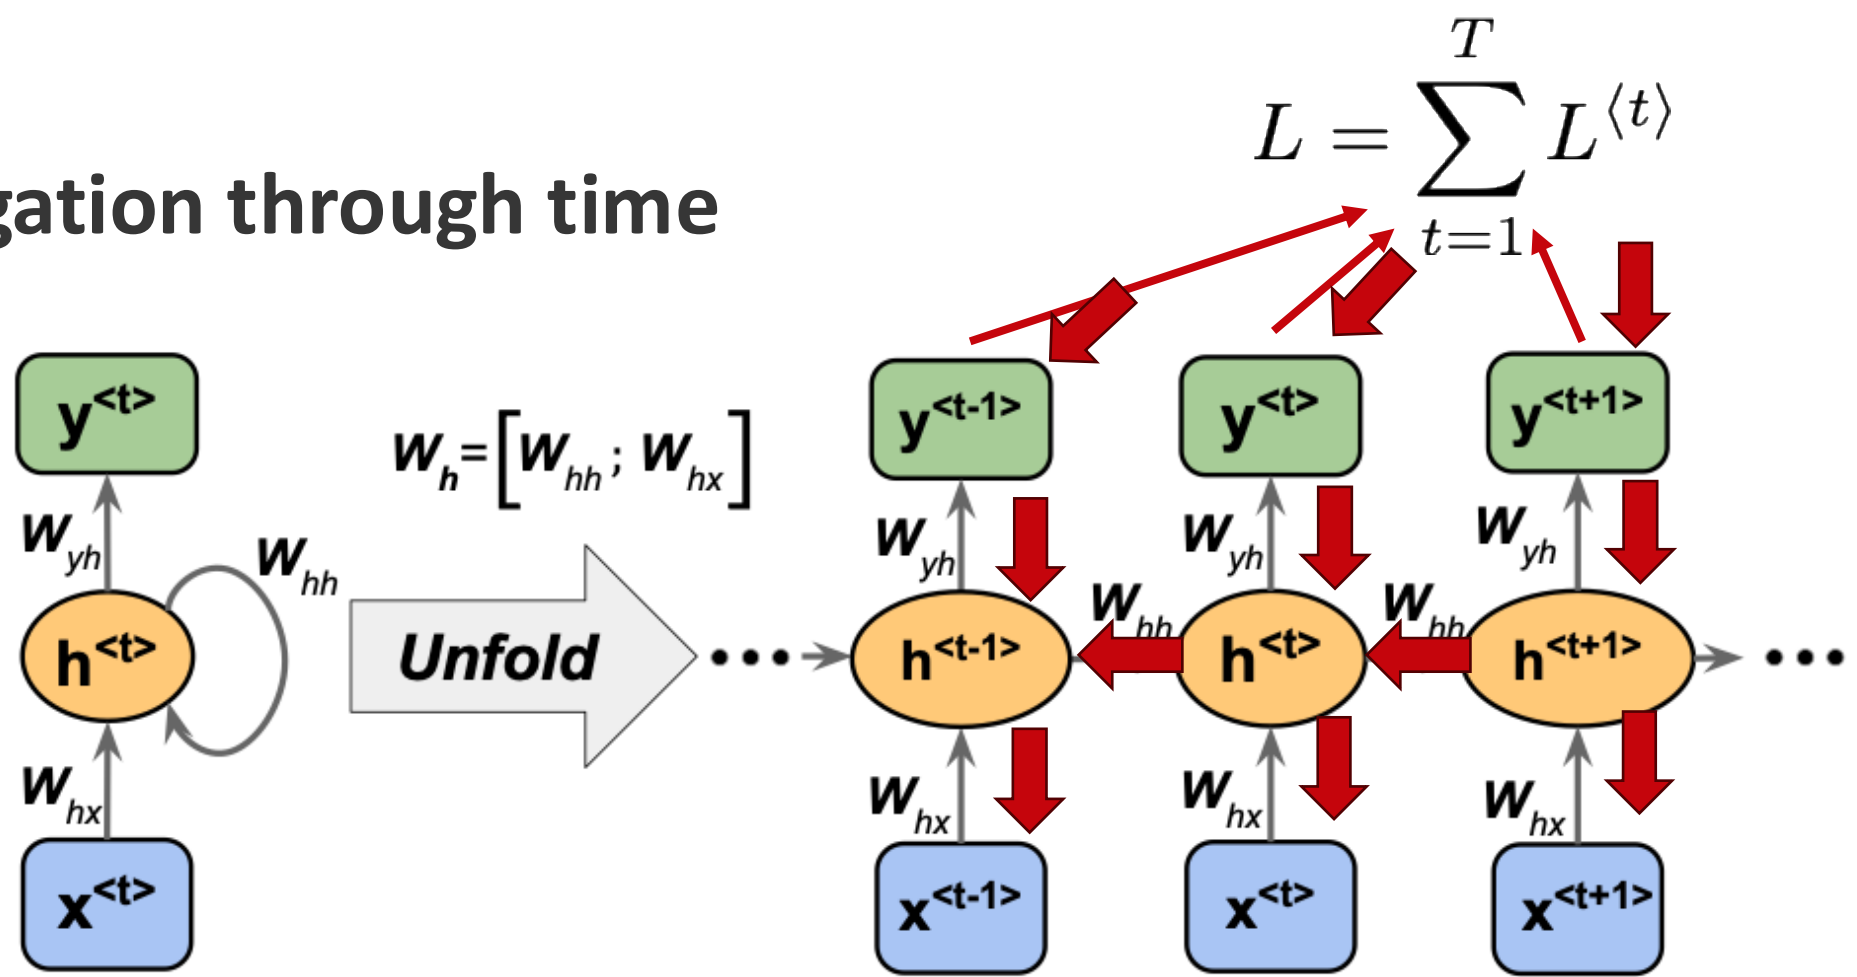 T
L = ∑ L⟨t⟩
t=1
gation through time
y<t>
W_h=[W_hh; W_hx]
y<t-1>
y<t>
y<t+1>
W_yh
W_hh
W_yh
W_yh
W_yh
W_hh
W_hh
h<t>
Unfold
•••
h<t-1>
h<t>
h<t+1>
•••
W_hx
W_hx
W_hx
W_hx
x<t>
x<t-1>
x<t>
x<t+1>